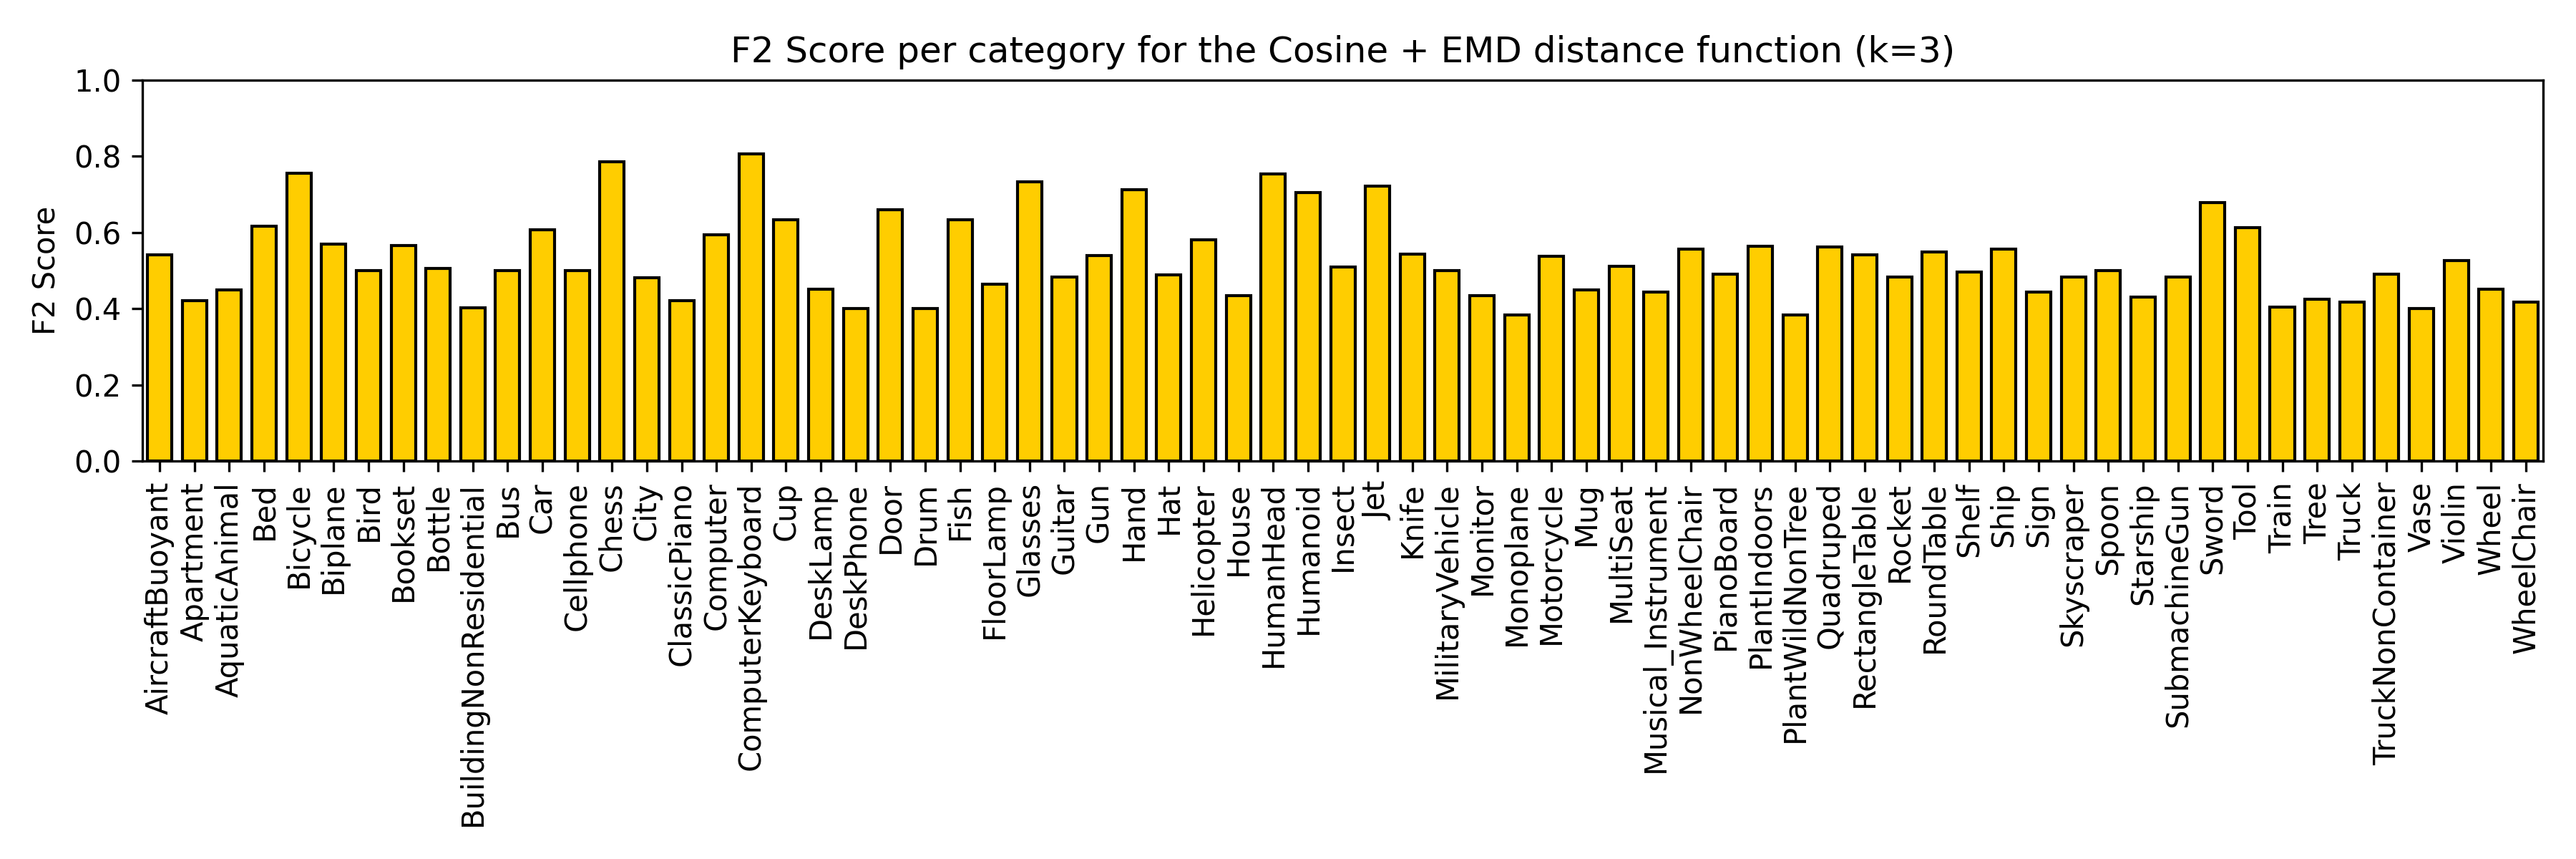 F2 Score per category for the Cosine + EMD distance function (k=3)
F2 Score
1.0
0.8
0.6
0.4
0.2
0.0
AircraftBuoyant
Apartment
AquaticAnimal
Bed
Bicycle
Biplane
Bird
Bookset
Bottle
BuildingNonResidential
Bus
Car
Cellphone
Chess
City
ClassicPiano
Computer
ComputerKeyboard
Cup
DeskLamp
DeskPhone
Door
Drum
Fish
FloorLamp
Glasses
Guitar
Gun
Hand
Hat
Helicopter
House
HumanHead
Humanoid
Insect
Jet
Knife
MilitaryVehicle
Monitor
Monoplane
Motorcycle
Mug
MultiSeat
Musical_Instrument
NonWheelChair
PianoBoard
PlantIndoors
PlantWildNonTree
Quadruped
RectangleTable
Rocket
RoundTable
Shelf
Ship
Sign
Skyscraper
Spoon
Starship
SubmachineGun
Sword
Tool
Train
Tree
Truck
TruckNonContainer
Vase
Violin
Wheel
WheelChair